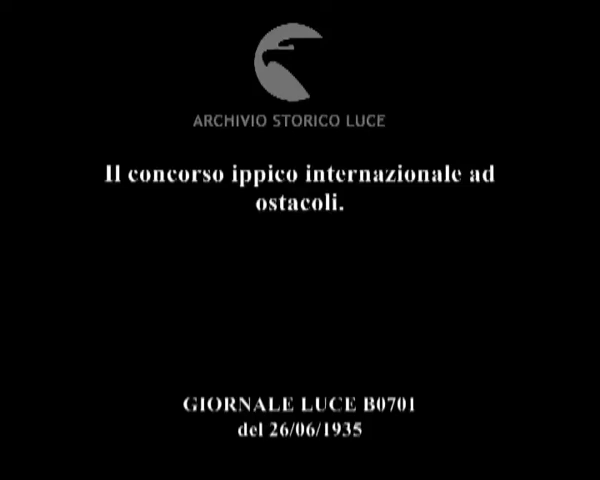 ARCHIVIO STORICO LUCE
Il concorso ippico internazionale ad
ostacoli.
GIORNALE LUCE B0701
del 26/06/1935